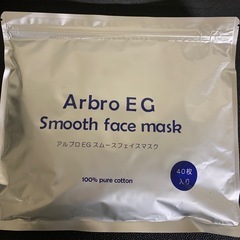 Arbro EG
Smooth face mask
アルブロEG スムースフェイスマスク
40枚
入り
100% pure cotton